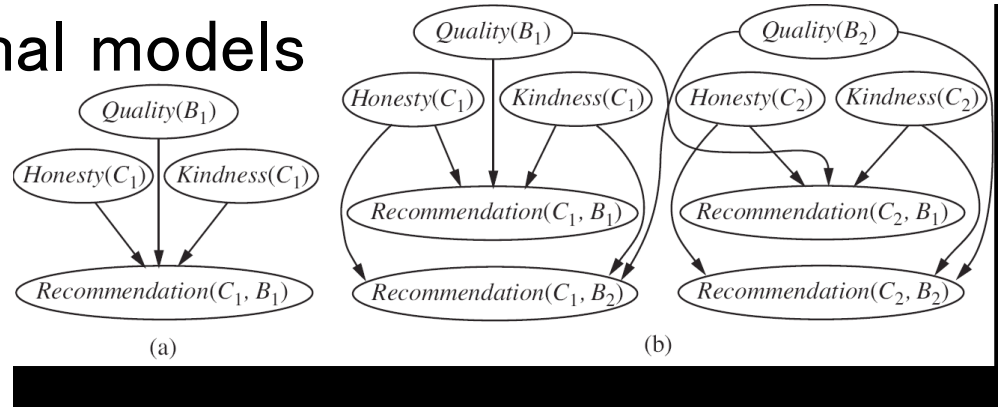 nal models
Quality(B1)
Honesty(C1) Kindness(C1)
Recommendation(C1, B1)
(a)
Quality(B1) Quality(B2)
Honesty(C1) Kindness(C1) Honesty(C2) Kindness(C2)
Recommendation(C1, B1) Recommendation(C2, B1)
Recommendation(C1, B2) Recommendation(C2, B2)
(b)